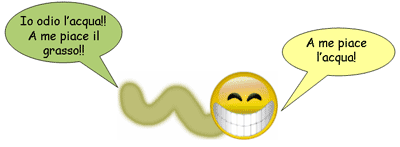 Io odio l'acqua!!
A me piace il
grasso!!
A me piace
l'acqua!